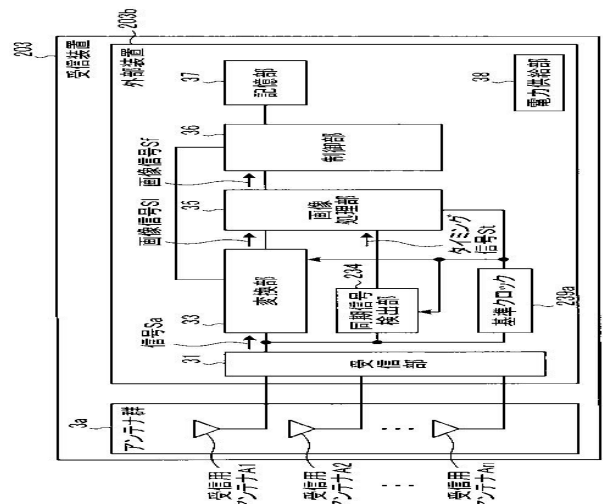 203
受信装置
203b
外部装置
37
記憶部
38
電力供給部
36
制御部
画像信号Sf
35
画像
処理部
画像信号Sl
タイミング
信号St
変換部
33
234
同期信号
検出部
基準クロック
239a
信号Sa
31
受信部
3a
アンテナ群
受信用
アンテナA1
受信用
アンテナA2
受信用
アンテナAn